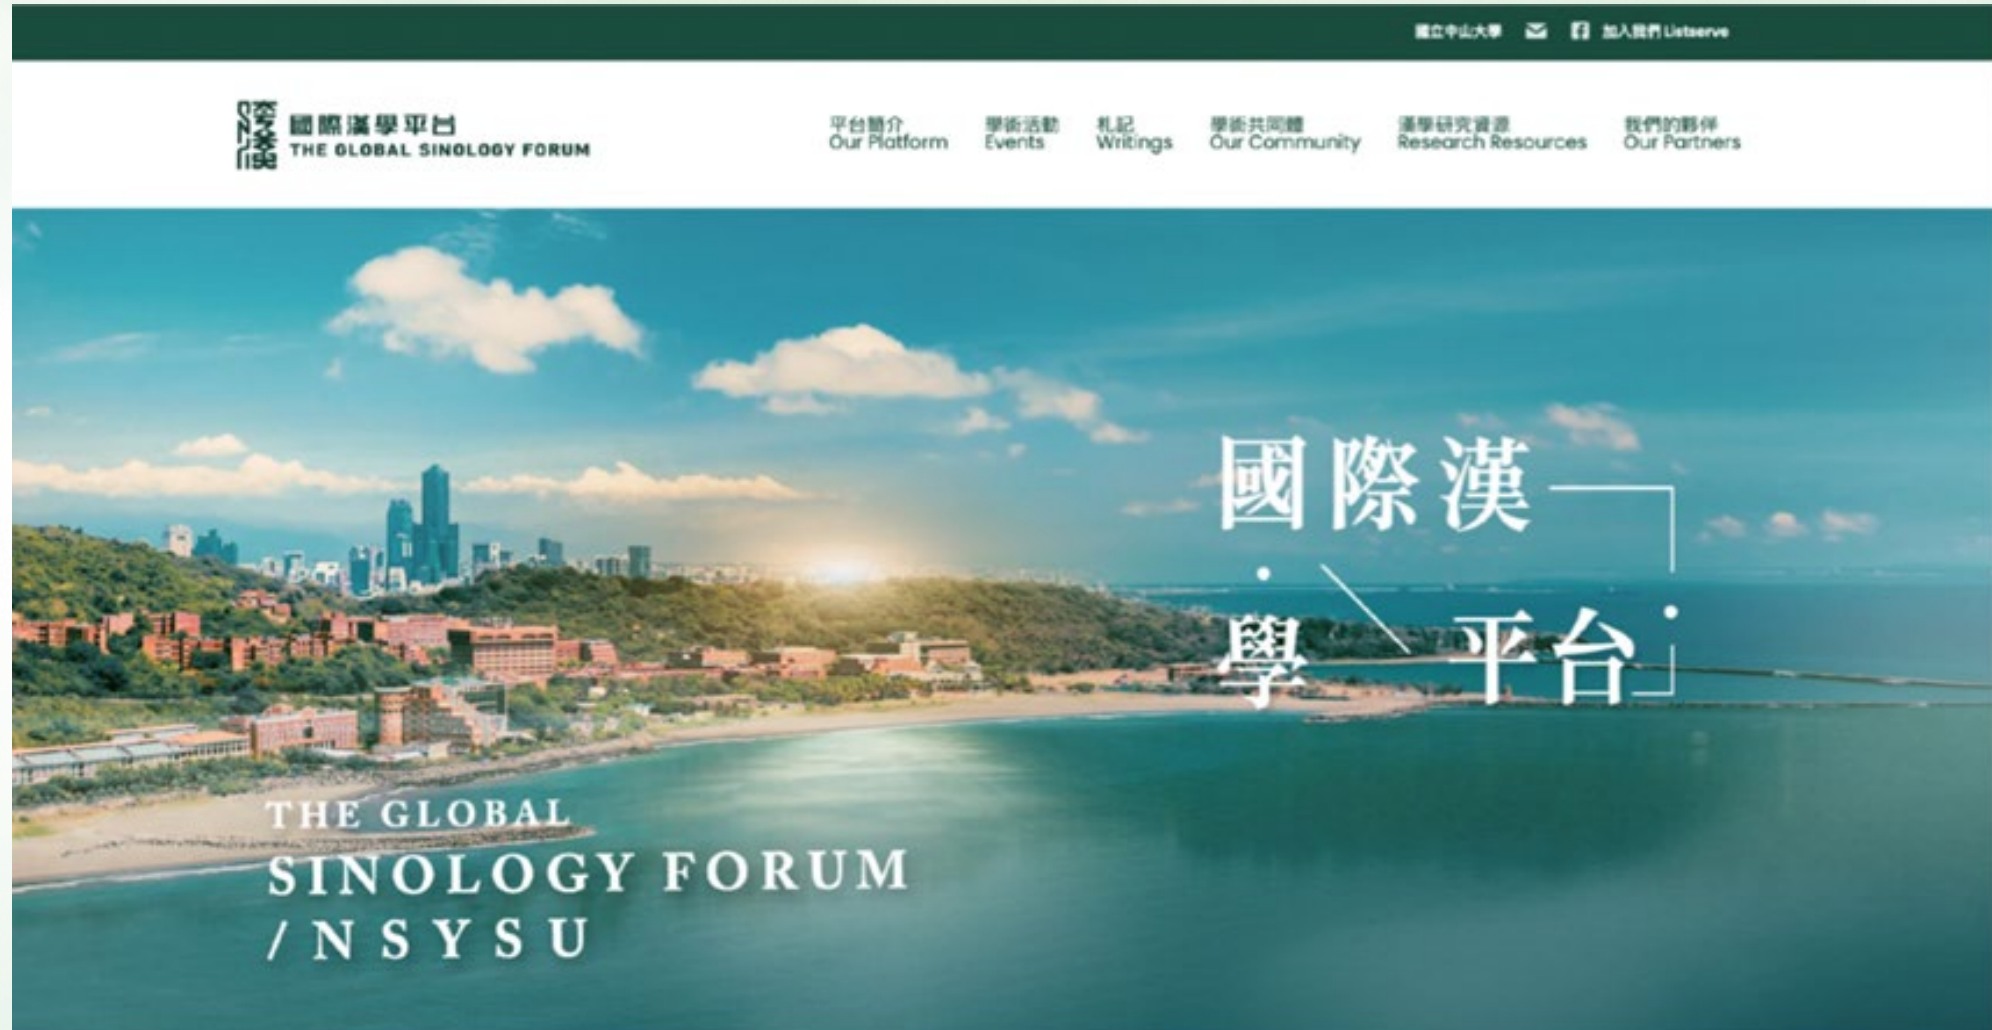 國立中山大學 加入我們 Listserve
國際漢學平台
THE GLOBAL SINOLOGY FORUM
平台簡介
Our Platform
學術活動
Events
札記
Writings
學術共同體
Our Community
漢學研究資源
Research Resources
我們的夥伴
Our Partners
國際漢
學 平台
THE GLOBAL
SINOLOGY FORUM
/NSYSU